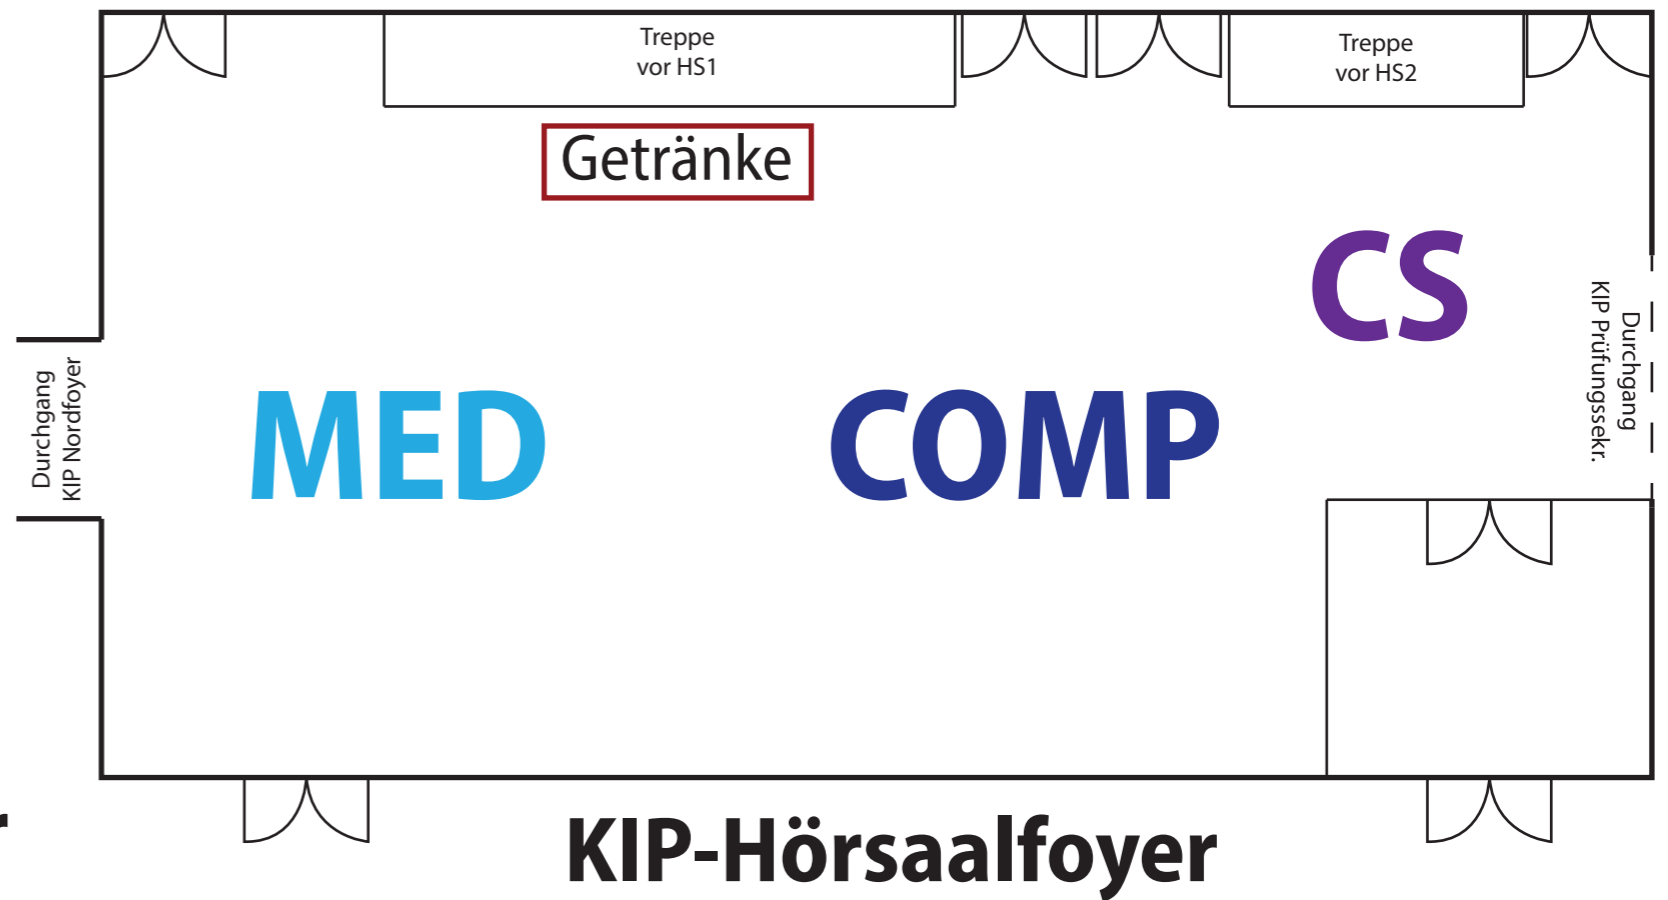 Treppe
vor HS1
Treppe
vor HS2
Getränke
CS
Durchgang
KIP Prüfungssekr.
Durchgang
KIP Nordfoyer
MED
COMP
r
KIP-Hörsaalfoyer